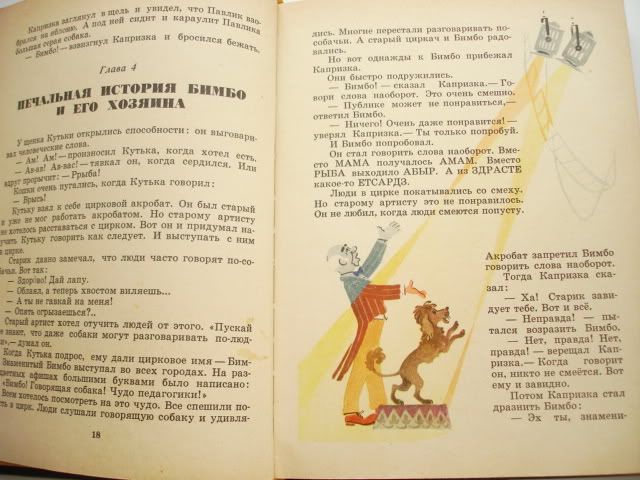 Капризка заглянул в щель и увидел, что Павлик взо-
брался на яблоню. А под ней сидит и караулит Павлика
большая серая собака.
— Бимбо! — взвизгнул Капризка и бросился бежать.
Глава 4
ПЕЧАЛЬНАЯ ИСТОРИЯ БИМБО
И ЕГО ХОЗЯИНА
У щенка Кутьки открылись способности: он выговари-
вал человеческие слова.
— Ам! Ам! — произносил Кутька, когда хотел есть.
— Ав-ав! Ав-вас! — тявкал он, когда сердился. Или
вдруг прорычит: — Ррыба!
Кошки очень пугались, когда Кутька говорил:
— Брысь!
Кутьку взял к себе цирковой акробат. Он был старый
и уже не мог работать акробатом. Но старому артисту
не хотелось расставаться с цирком. Вот он и придумал на-
учить Кутьку говорить как следует. И выступать с ним
в цирке.
Старик давно замечал, что люди часто говорят по-со-
бачьи. Вот так:
— Здорово! Дай лапу.
— Облаял, а теперь хвостом виляешь...
— А ты не гавкай на меня!
— Опять огрызаешься?..
Старый артист хотел отучить людей от этого. «Пускай
знают, что даже собаки могут разговаривать по-люд-
», — думал он.
Когда Кутька подрос, ему дали цирковое имя — Бим-
Знаменитый Бимбо выступал во всех городах. На раз-
цветных афишах большими буквами было написано:
«Бимбо! Говорящая собака! Чудо педагогики!»
Всем хотелось посмотреть на это чудо. Все спешили по-
в цирк. Люди слушали говорящую собаку и удивля-
18
лись. Многие перестали разговаривать по-
собачьи. А старый циркач и Бимбо радо-
вались.
Но вот однажды к Бимбо прибежал
Капризка.
Они быстро подружились.
— Бимбо! — сказал Капризка.— Го-
вори слова наоборот. Это очень смешно.
— Публике может не понравиться,—
ответил Бимбо.
— Ничего! Очень даже понравится! —
уверял Капризка.— Ты только попробуй.
И Бимбо попробовал.
Он стал говорить слова наоборот. Вме-
сто МАМА получалось АМАМ. Вместо
РЫБА выходило АБЫР. А из ЗДРАСТЕ
какое-то ЕТСАРДЗ.
Люди в цирке покатывались со смеху.
Но старому артисту это не понравилось.
Он не любил, когда люди смеются попусту.
Акробат запретил Бимбо
говорить слова наоборот.
Тогда Капризка ска-
зал:
— Ха! Старик зави-
дует тебе. Вот и всё.
— Неправда! — пы-
тался возразить Бимбо.
— Нет, правда! Нет,
правда! — верещал Кап-
ризка.— Когда говорит
он, никто не смеётся. Вот
ему и завидно.
Потом Капризка стал
дразнить Бимбо:
— Эх ты, знамени-